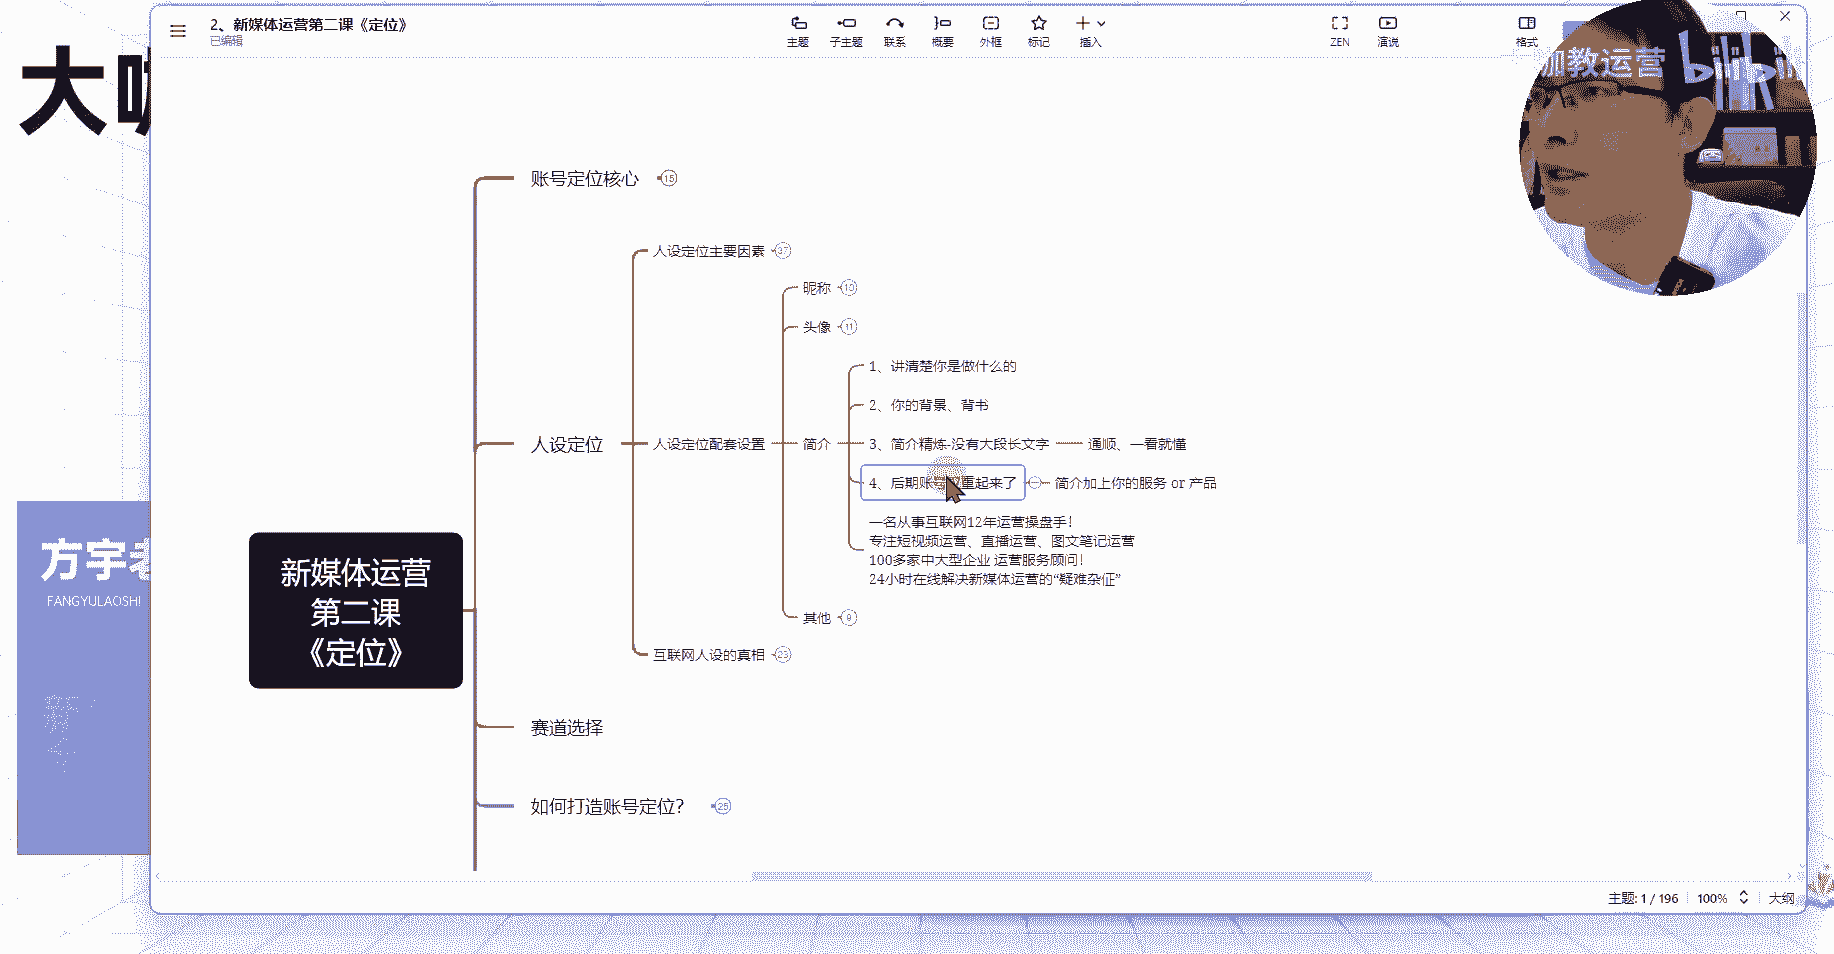 2、新媒体运营第二课《定位》
已编辑
主题
子主题
联系
概要
外框
标记
插入
ZEN
演说
格式
咖教运营 bilibili
大咖
账号定位核心 15
人设定位主要因素 37
昵称 10
头像 11
1、讲清楚你是做什么的
2、你的背景、背书
人设定位
人设定位配套设置
简介
3、简介精炼-没有大段长文字
通顺、一看就懂
4、后期账号权重起来了
简介加上你的服务 or 产品
一名从事互联网12年运营操盘手！
专注短视频运营、直播运营、图文笔记运营
100多家中大型企业 运营服务顾问！
24小时在线解决新媒体运营的“疑难杂症”
其他 9
互联网人设的真相 23
新媒体运营
第二课
《定位》
方宇老
FANGYULAOSHI
赛道选择
如何打造账号定位？ 25
主题: 1 / 196
100%
大纲